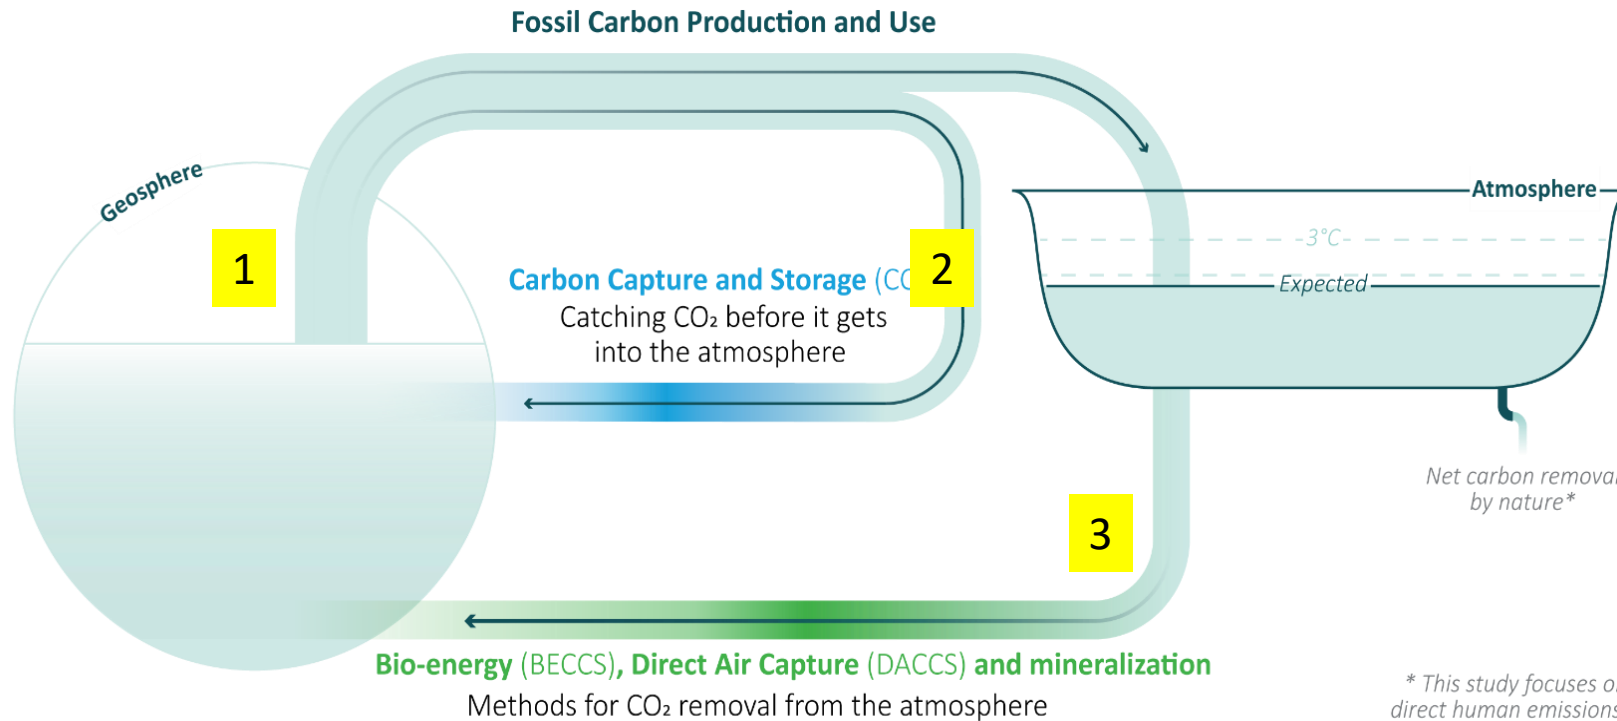 Fossil Carbon Production and Use
Geosphere
Atmosphere
3°C
Expected
1
2
Carbon Capture and Storage (CC
Catching CO₂ before it gets
into the atmosphere
Net carbon removal
by nature*
3
Bio-energy (BECCS), Direct Air Capture (DACCS) and mineralization
Methods for CO₂ removal from the atmosphere
* This study focuses o
direct human emissions